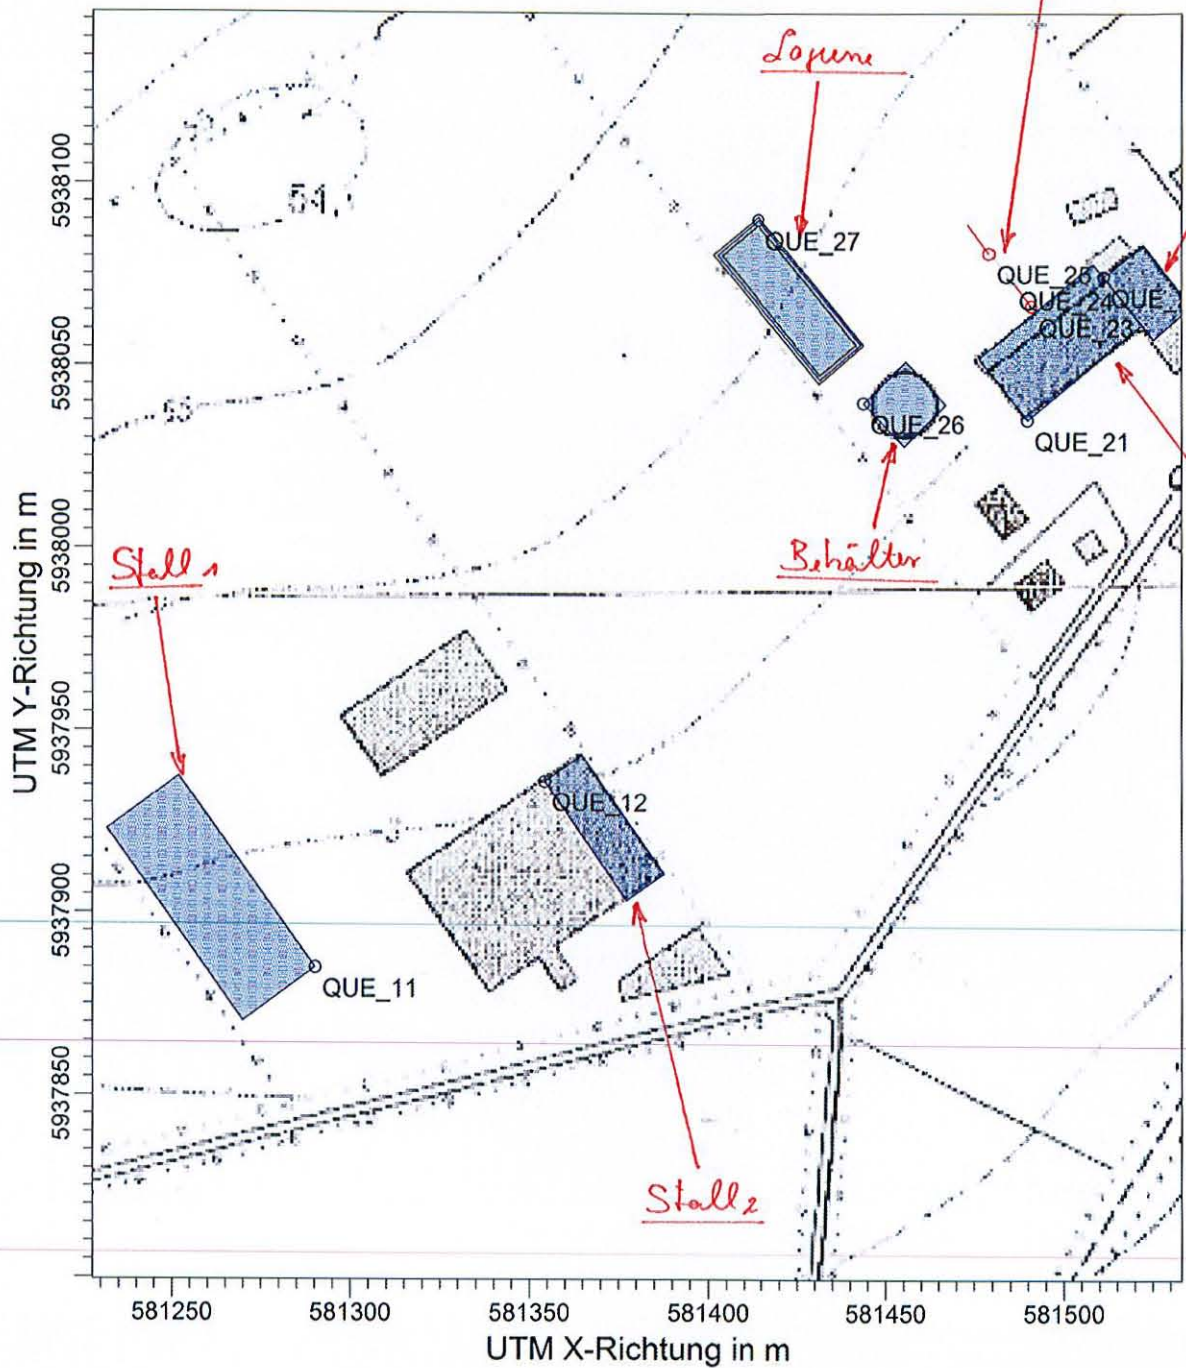 Lagune
5938100
51
QUE_27
QUE_25
QUE_24
QUE_
QUE_23
5938050
QUE_26
QUE_21
UTM Y-Richtung in m
5938000
Stall 1
Behälter
5937950
QUE_12
5937900
QUE_11
5937850
Stall 2
581250 581300 581350 581400 581450 581500
UTM X-Richtung in m